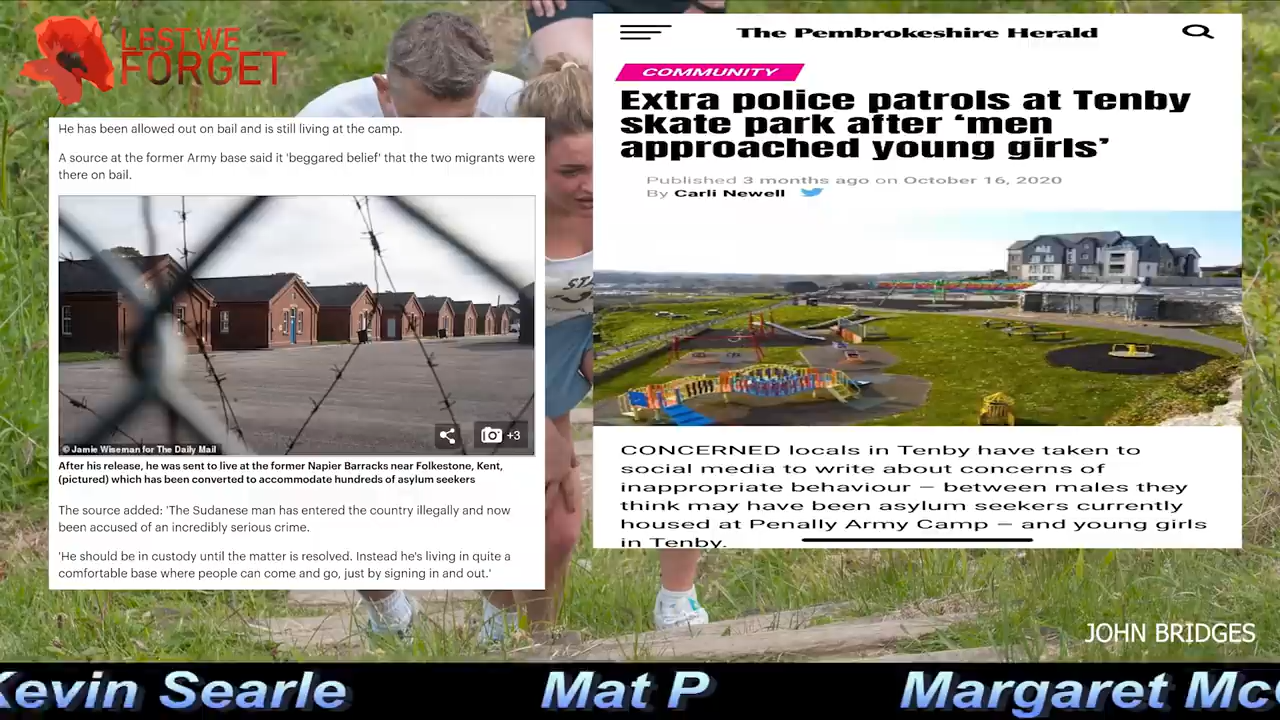 LEST WE
FORGET
He has been allowed out on bail and is still living at the camp.
A source at the former Army base said it 'beggared belief' that the two migrants were
there on bail.
+3
© Jamie Wiseman for The Daily Mail
After his release, he was sent to live at the former Napier Barracks near Folkestone, Kent,
(pictured) which has been converted to accommodate hundreds of asylum seekers
The source added: 'The Sudanese man has entered the country illegally and now
been accused of an incredibly serious crime.
'He should be in custody until the matter is resolved. Instead he's living in quite a
comfortable base where people can come and go, just by signing in and out.'
The Pembrokeshire Herald
COMMUNITY
Extra police patrols at Tenby
skate park after ‘men
approached young girls’
Published 3 months ago on October 16, 2020
By Carli Newell
CONCERNED locals in Tenby have taken to
social media to write about concerns of
inappropriate behaviour – between males they
think may have been asylum seekers currently
housed at Penally Army Camp – and young girls
in Tenby.
JOHN BRIDGES
Kevin Searle Mat P Margaret Mc